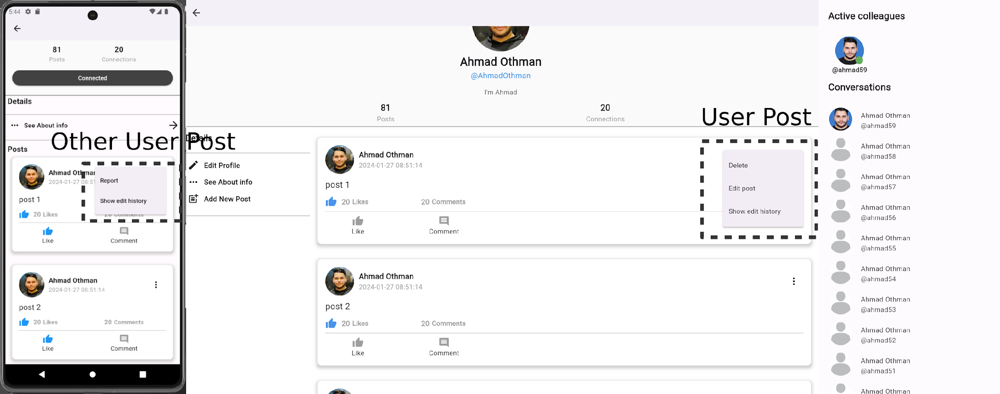 5:44
81
Posts
20
Connections
Connected
Details
See About info
Other User Post
Posts
Ahmad Othman
2024-01-27 08:51
Report
Show edit history
post 1
20 Likes
20 Comments
Like
Comment
Ahmad Othman
2024-01-27 08:51:14
post 2
20 Likes
20 Comments
Like
Comment
Ahmad Othman
@AhmadOthman
I'm Ahmad
81
Posts
20
Connections
User Post
Details
Edit Profile
See About info
Add New Post
Ahmad Othman
2024-01-27 08:51:14
post 1
20 Likes
20 Comments
Like
Comment
Delete
Edit post
Show edit history
Ahmad Othman
2024-01-27 08:51:14
post 2
20 Likes
20 Comments
Like
Comment
Active colleagues
@ahmad59
Conversations
Ahmad Othman
@ahmad59
Ahmad Othman
@ahmad58
Ahmad Othman
@ahmad57
Ahmad Othman
@ahmad56
Ahmad Othman
@ahmad55
Ahmad Othman
@ahmad54
Ahmad Othman
@ahmad53
Ahmad Othman
@ahmad52
Ahmad Othman
@ahmad51
Ahmad Othman